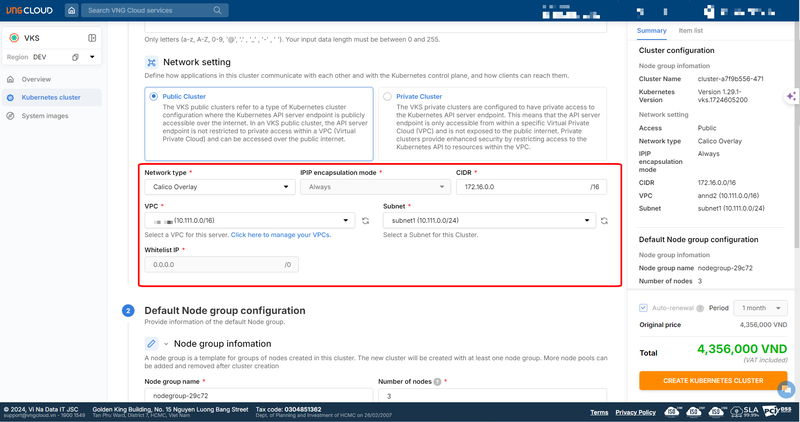 VNG CLOUD
Search VNG Cloud services
VKS
Region DEV
Overview
Kubernetes cluster
System images
Only letters (a-z, A-Z, 0-9, '@', '.' , '_' , '-' , ' '). Your input data length must be between 0 and 255.
Network setting
Define how applications in this cluster communicate with each other and with the Kubernetes control plane, and how clients can reach them.
Public Cluster
The VKS public clusters refer to a type of Kubernetes cluster
configuration where the Kubernetes API server endpoint is publicly
accessible over the internet. In an VKS public cluster, the API server
endpoint is not restricted to private access within a VPC (Virtual
Private Cloud) and can be accessed over the public internet.
Private Cluster
The VKS private clusters are configured to have private access to
the Kubernetes API server endpoint. This means that the API server
endpoint is only accessible from within a specific Virtual Private
Cloud (VPC) and is not exposed to the public internet. Private
clusters provide enhanced security by restricting access to the
Kubernetes API to resources within the VPC.
Network type *
Calico Overlay
IPIP encapsulation mode *
Always
CIDR *
172.16.0.0 /16
VPC *
(10.111.0.0/16)
Select a VPC for this server. Click here to manage your VPCs.
Subnet *
subnet1 (10.111.0.0/24)
Select a Subnet for this Cluster.
Whitelist IP *
0.0.0.0 /0
2 Default Node group configuration
Provide information of the default Node group.
Node group infomation
A node group is a template for groups of nodes created in this cluster. The new cluster will be created with at least one node group. More node pools can
be added and removed after cluster creation
Node group name *
nodegroup-29c72
Number of nodes ? *
3
Summary Item list
Cluster configuration
Node group infomation
Cluster Name cluster-a7f9b556-471
Kubernetes Version Version 1.29.1-vks.1724605200
Network setting
Access Public
Network type Calico Overlay
IPIP encapsulation mode Always
CIDR 172.16.0.0/16
VPC annd2 (10.111.0.0/16)
Subnet subnet1 (10.111.0.0/24)
Default Node group configuration
Node group infomation
Node group name nodegroup-29c72
Number of nodes 3
Auto-renewal Period 1 month
Original price 4,356,000 VND
Total 4,356,000 VND
(VAT included)
CREATE KUBERNETES CLUSTER
© 2024, Vi Na Data IT JSC
support@vngcloud.vn - 1900 1549
Golden King Building, No. 15 Nguyen Luong Bang Street
Tan Phu Ward, District 7, HCMC, Viet Nam
Tax code: 0304851362
Dept. of Planning and Investment of HCMC on 26/02/2007
Terms Privacy Policy
ISO ISO ISO SLA 99.99% PCI DSS